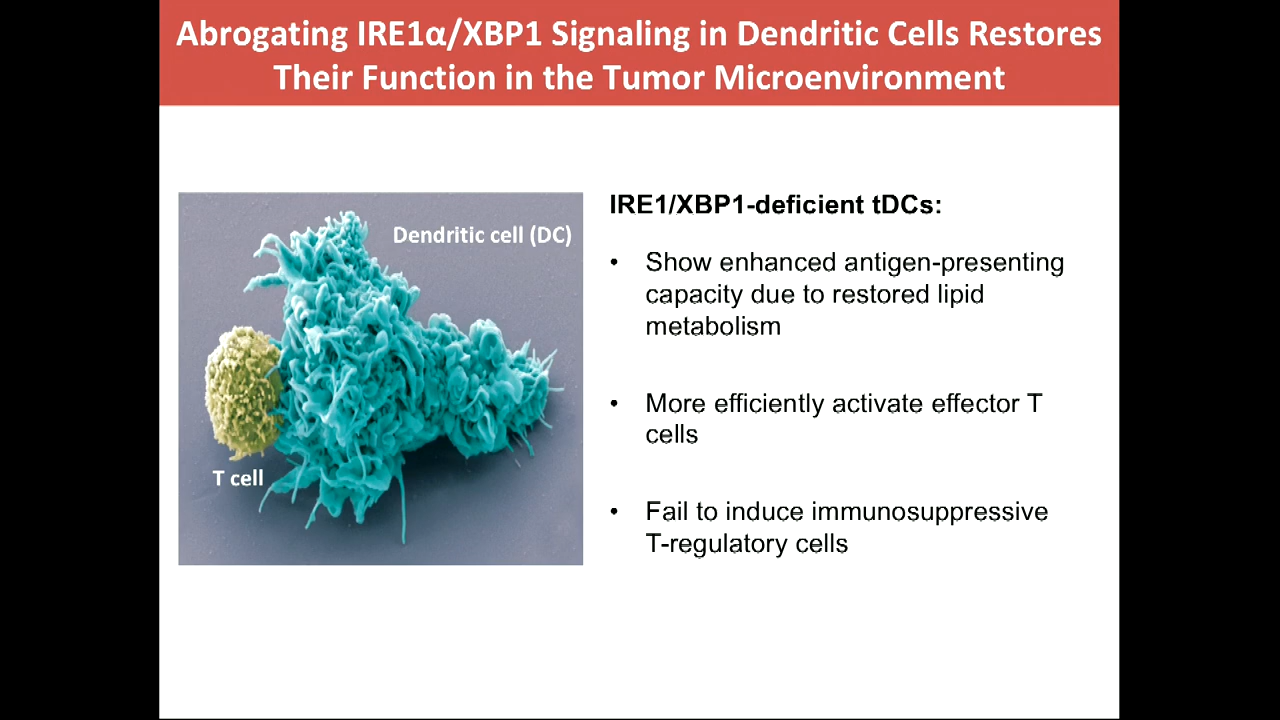 Abrogating IRE1α/XBP1 Signaling in Dendritic Cells Restores
Their Function in the Tumor Microenvironment
Dendritic cell (DC)
T cell
IRE1/XBP1-deficient tDCs:
• Show enhanced antigen-presenting
capacity due to restored lipid
metabolism
• More efficiently activate effector T
cells
• Fail to induce immunosuppressive
T-regulatory cells